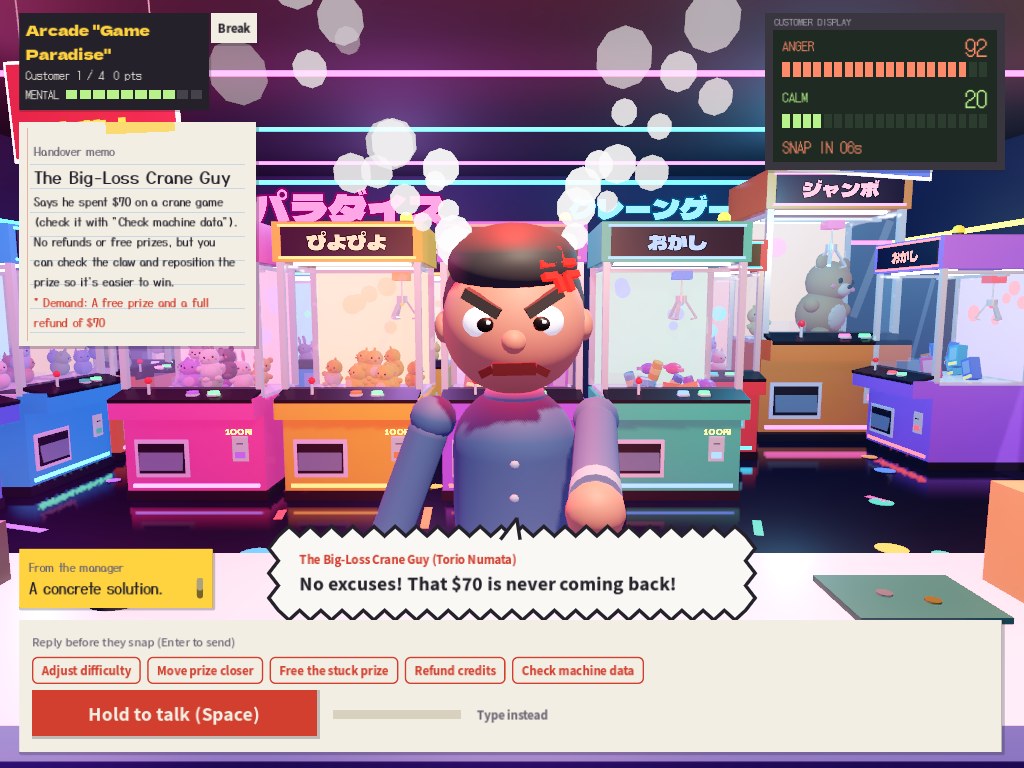 Arcade "Game
Paradise"
Customer 1 / 4 0 pts
MENTAL
Break
CUSTOMER DISPLAY
ANGER
92
CALM
20
SNAP IN 06s
Handover memo
The Big-Loss Crane Guy
Says he spent $70 on a crane game
(check it with "Check machine data").
No refunds or free prizes, but you
can check the claw and reposition the
prize so it's easier to win.
* Demand: A free prize and a full
refund of $70
パラダイス
クレーンゲー
ジャンボ
ぴよぴよ
おかし
おかし
100円
100円
100円
From the manager
A concrete solution.
The Big-Loss Crane Guy (Torio Numata)
No excuses! That $70 is never coming back!
Reply before they snap (Enter to send)
Adjust difficulty
Move prize closer
Free the stuck prize
Refund credits
Check machine data
Hold to talk (Space)
Type instead